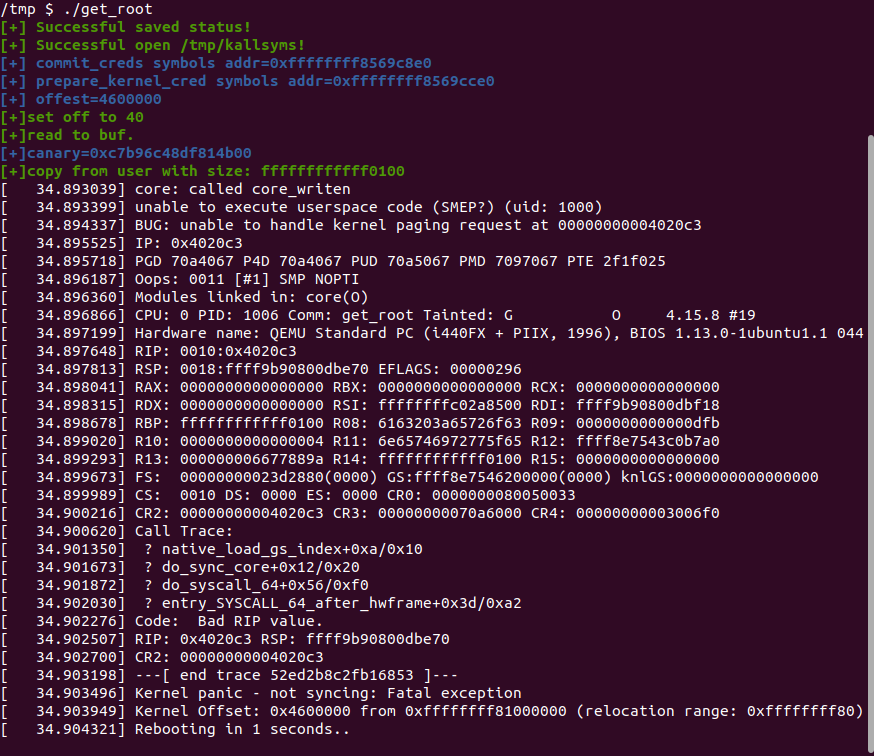 /tmp $ ./get_root
[+] Successful saved status!
[+] Successful open /tmp/kallsyms!
[+] commit_creds symbols addr=0xffffffff8569c8e0
[+] prepare_kernel_cred symbols addr=0xffffffff8569cce0
[+] offest=4600000
[+]set off to 40
[+]read to buf.
[+]canary=0xc7b96c48df814b00
[+]copy from user with size: ffffffffffff0100
[   34.893039] core: called core_writen
[   34.893399] unable to execute userspace code (SMEP?) (uid: 1000)
[   34.894337] BUG: unable to handle kernel paging request at 00000000004020c3
[   34.895525] IP: 0x4020c3
[   34.895718] PGD 70a4067 P4D 70a4067 PUD 70a5067 PMD 7097067 PTE 2f1f025
[   34.896187] Oops: 0011 [#1] SMP NOPTI
[   34.896360] Modules linked in: core(O)
[   34.896866] CPU: 0 PID: 1006 Comm: get_root Tainted: G           O     4.15.8 #19
[   34.897199] Hardware name: QEMU Standard PC (i440FX + PIIX, 1996), BIOS 1.13.0-1ubuntu1.1 044
[   34.897648] RIP: 0010:0x4020c3
[   34.897813] RSP: 0018:ffff9b90800dbe70 EFLAGS: 00000296
[   34.898041] RAX: 0000000000000000 RBX: 0000000000000000 RCX: 0000000000000000
[   34.898315] RDX: 0000000000000000 RSI: ffffffffc02a8500 RDI: ffff9b90800dbf18
[   34.898678] RBP: ffffffffffff0100 R08: 6163203a65726f63 R09: 0000000000000dfb
[   34.899020] R10: 0000000000000004 R11: 6e65746972775f65 R12: ffff8e7543c0b7a0
[   34.899293] R13: 000000006677889a R14: ffffffffffff0100 R15: 0000000000000000
[   34.899673] FS:  00000000023d2880(0000) GS:ffff8e7546200000(0000) knlGS:0000000000000000
[   34.899989] CS:  0010 DS: 0000 ES: 0000 CR0: 0000000080050033
[   34.900216] CR2: 00000000004020c3 CR3: 00000000070a6000 CR4: 00000000003006f0
[   34.900620] Call Trace:
[   34.901350]  ? native_load_gs_index+0xa/0x10
[   34.901673]  ? do_sync_core+0x12/0x20
[   34.901872]  ? do_syscall_64+0x56/0xf0
[   34.902030]  ? entry_SYSCALL_64_after_hwframe+0x3d/0xa2
[   34.902276] Code:  Bad RIP value.
[   34.902507] RIP: 0x4020c3 RSP: ffff9b90800dbe70
[   34.902700] CR2: 00000000004020c3
[   34.903198] ---[ end trace 52ed2b8c2fb16853 ]---
[   34.903496] Kernel panic - not syncing: Fatal exception
[   34.903949] Kernel Offset: 0x4600000 from 0xffffffff81000000 (relocation range: 0xffffffff80)
[   34.904321] Rebooting in 1 seconds..